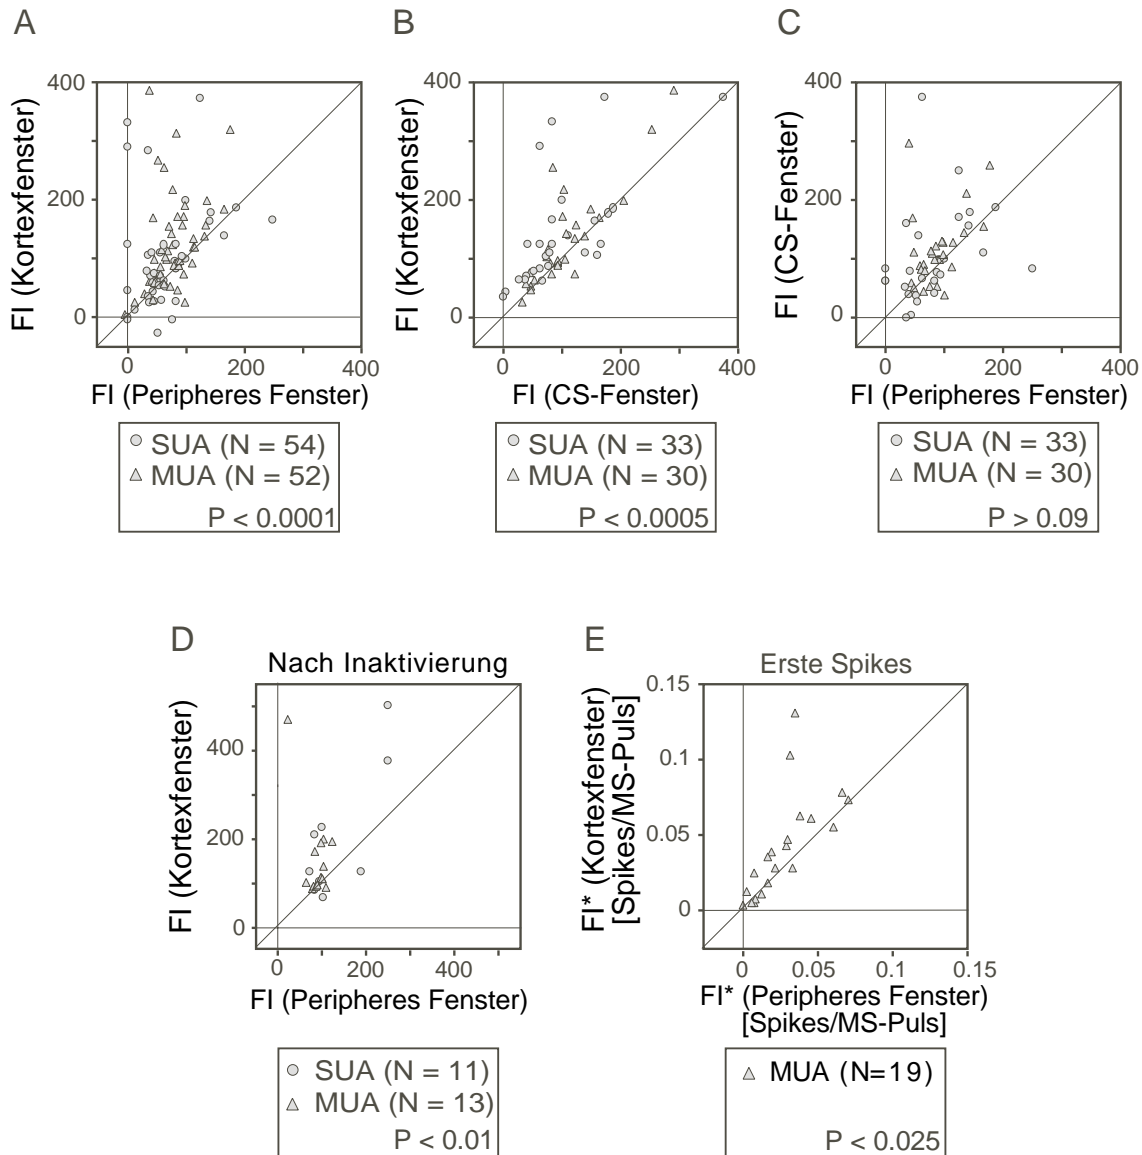 A
400
200
0
FI (Kortexfenster)
0
200
400
FI (Peripheres Fenster)
SUA (N = 54)
MUA (N = 52)
P < 0.0001
B
400
200
0
FI (Kortexfenster)
0
200
400
FI (CS-Fenster)
SUA (N = 33)
MUA (N = 30)
P < 0.0005
C
400
200
0
FI (CS-Fenster)
0
200
400
FI (Peripheres Fenster)
SUA (N = 33)
MUA (N = 30)
P > 0.09
D
Nach Inaktivierung
400
200
0
FI (Kortexfenster)
0
200
400
FI (Peripheres Fenster)
SUA (N = 11)
MUA (N = 13)
P < 0.01
E
Erste Spikes
0.15
0.1
0.05
0
FI* (Kortexfenster)
[Spikes/MS-Puls]
0
0.05
0.1
0.15
FI* (Peripheres Fenster)
[Spikes/MS-Puls]
MUA (N=19)
P < 0.025